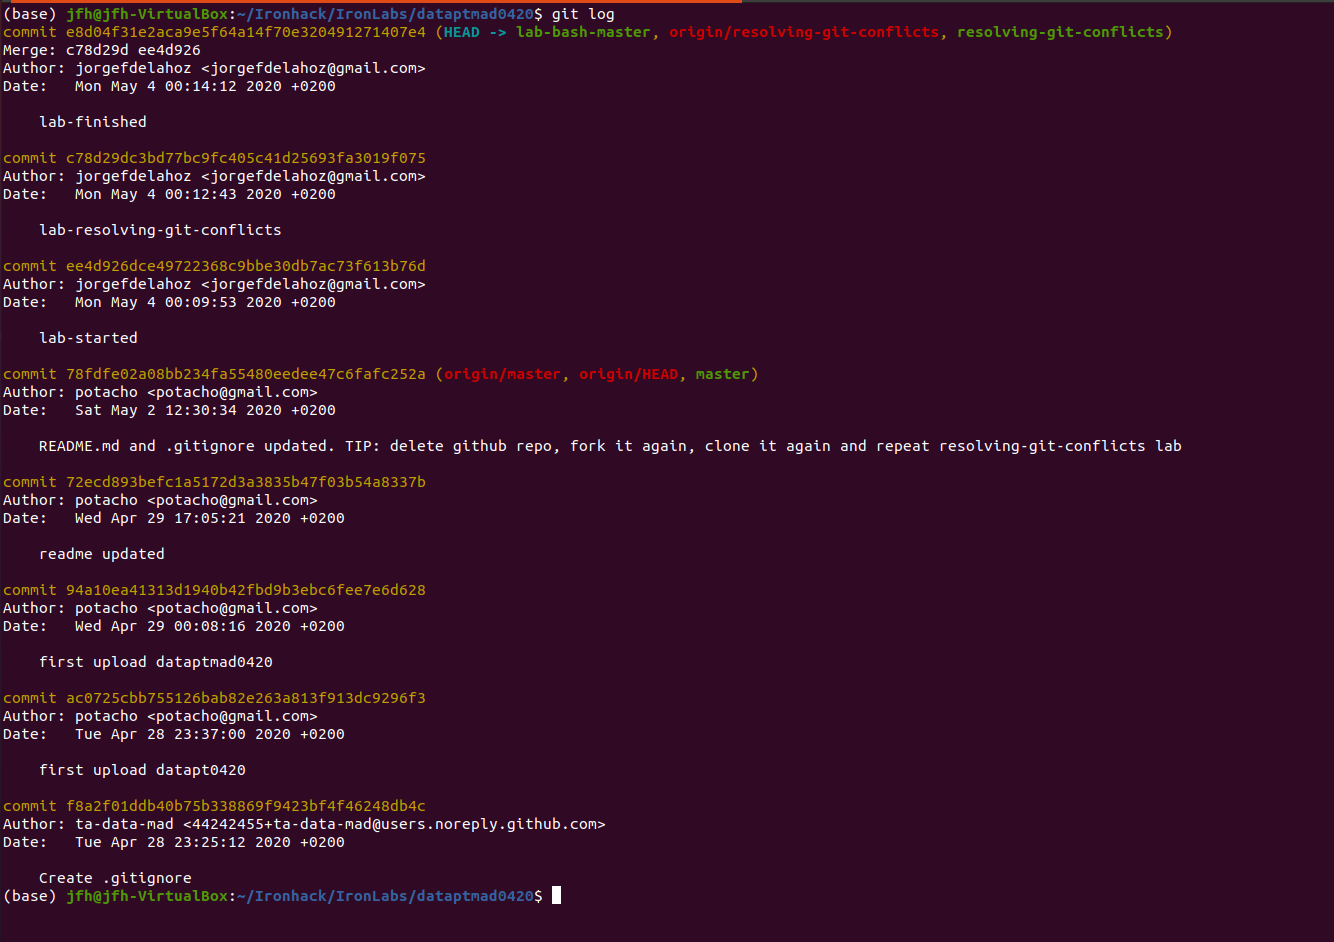 (base) jfh@jfh-VirtualBox:~/Ironhack/IronLabs/dataptmad0420$ git log
commit e8d04f31e2aca9e5f64a14f70e320491271407e4 (HEAD -> lab-bash-master, origin/resolving-git-conflicts, resolving-git-conflicts)
Merge: c78d29d ee4d926
Author: jorgefdelahoz <jorgefdelahoz@gmail.com>
Date:   Mon May 4 00:14:12 2020 +0200
    lab-finished
commit c78d29dc3bd77bc9fc405c41d25693fa3019f075
Author: jorgefdelahoz <jorgefdelahoz@gmail.com>
Date:   Mon May 4 00:12:43 2020 +0200
    lab-resolving-git-conflicts
commit ee4d926dce49722368c9bbe30db7ac73f613b76d
Author: jorgefdelahoz <jorgefdelahoz@gmail.com>
Date:   Mon May 4 00:09:53 2020 +0200
    lab-started
commit 78fdfe02a08bb234fa55480eedee47c6fafc252a (origin/master, origin/HEAD, master)
Author: potacho <potacho@gmail.com>
Date:   Sat May 2 12:30:34 2020 +0200
    README.md and .gitignore updated. TIP: delete github repo, fork it again, clone it again and repeat resolving-git-conflicts lab
commit 72ecd893befc1a5172d3a3835b47f03b54a8337b
Author: potacho <potacho@gmail.com>
Date:   Wed Apr 29 17:05:21 2020 +0200
    readme updated
commit 94a10ea41313d1940b42fbd9b3ebc6fee7e6d628
Author: potacho <potacho@gmail.com>
Date:   Wed Apr 29 00:08:16 2020 +0200
    first upload dataptmad0420
commit ac0725cbb755126bab82e263a813f913dc9296f3
Author: potacho <potacho@gmail.com>
Date:   Tue Apr 28 23:37:00 2020 +0200
    first upload datapt0420
commit f8a2f01ddb40b75b338869f9423bf4f46248db4c
Author: ta-data-mad <44242455+ta-data-mad@users.noreply.github.com>
Date:   Tue Apr 28 23:25:12 2020 +0200
    Create .gitignore
(base) jfh@jfh-VirtualBox:~/Ironhack/IronLabs/dataptmad0420$